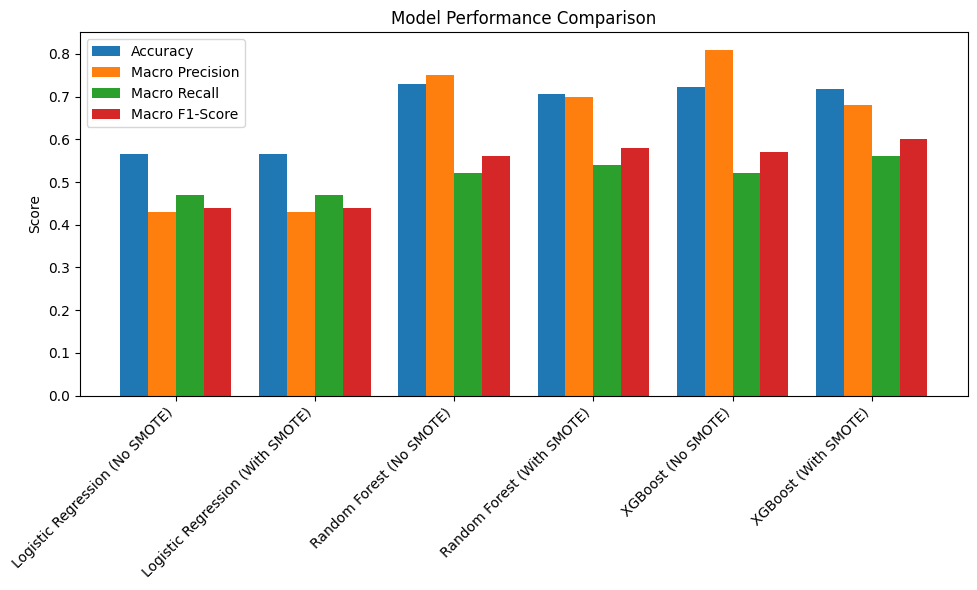 Model Performance Comparison
Accuracy
Macro Precision
Macro Recall
Macro F1-Score
Score
0.8
0.7
0.6
0.5
0.4
0.3
0.2
0.1
0.0
Logistic Regression (No SMOTE)
Logistic Regression (With SMOTE)
Random Forest (No SMOTE)
Random Forest (With SMOTE)
XGBoost (No SMOTE)
XGBoost (With SMOTE)